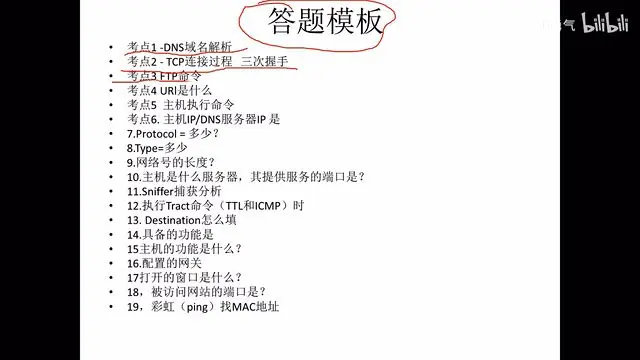 答题模板
bilibili
• 考点1 -DNS域名解析
• 考点2 - TCP连接过程 三次握手
• 考点3 FTP命令
• 考点4 URl是什么
• 考点5 主机执行命令
• 考点6. 主机IP/DNS服务器IP 是
• 7.Protocol = 多少?
• 8.Type=多少
• 9.网络号的长度?
• 10.主机是什么服务器，其提供服务的端口是?
• 11.Sniffer捕获分析
• 12.执行Tract命令（TTL和ICMP）时
• 13. Destination怎么填
• 14.具备的功能是
• 15主机的功能是什么?
• 16.配置的网关
• 17打开的窗口是什么?
• 18，被访问网站的端口是?
• 19，彩虹（ping）找MAC地址